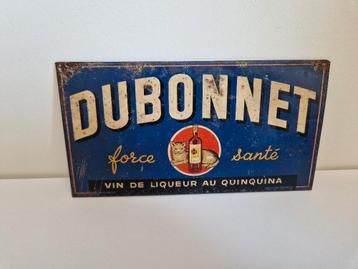 DUBONNET
force santé
VIN DE LIQUEUR AU QUINQUINA